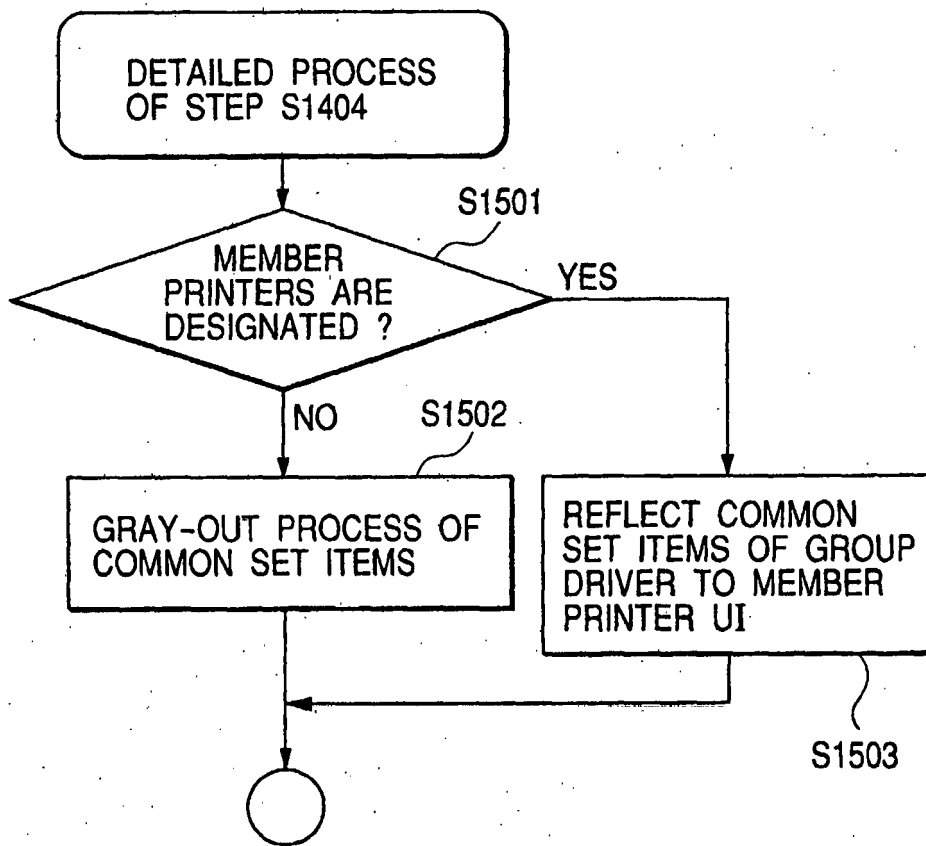 DETAILED PROCESS
OF STEP S1404
S1501
MEMBER
PRINTERS ARE
DESIGNATED ?
YES
NO
S1502
GRAY-OUT PROCESS OF
COMMON SET ITEMS
REFLECT COMMON
SET ITEMS OF GROUP
DRIVER TO MEMBER
PRINTER UI
S1503